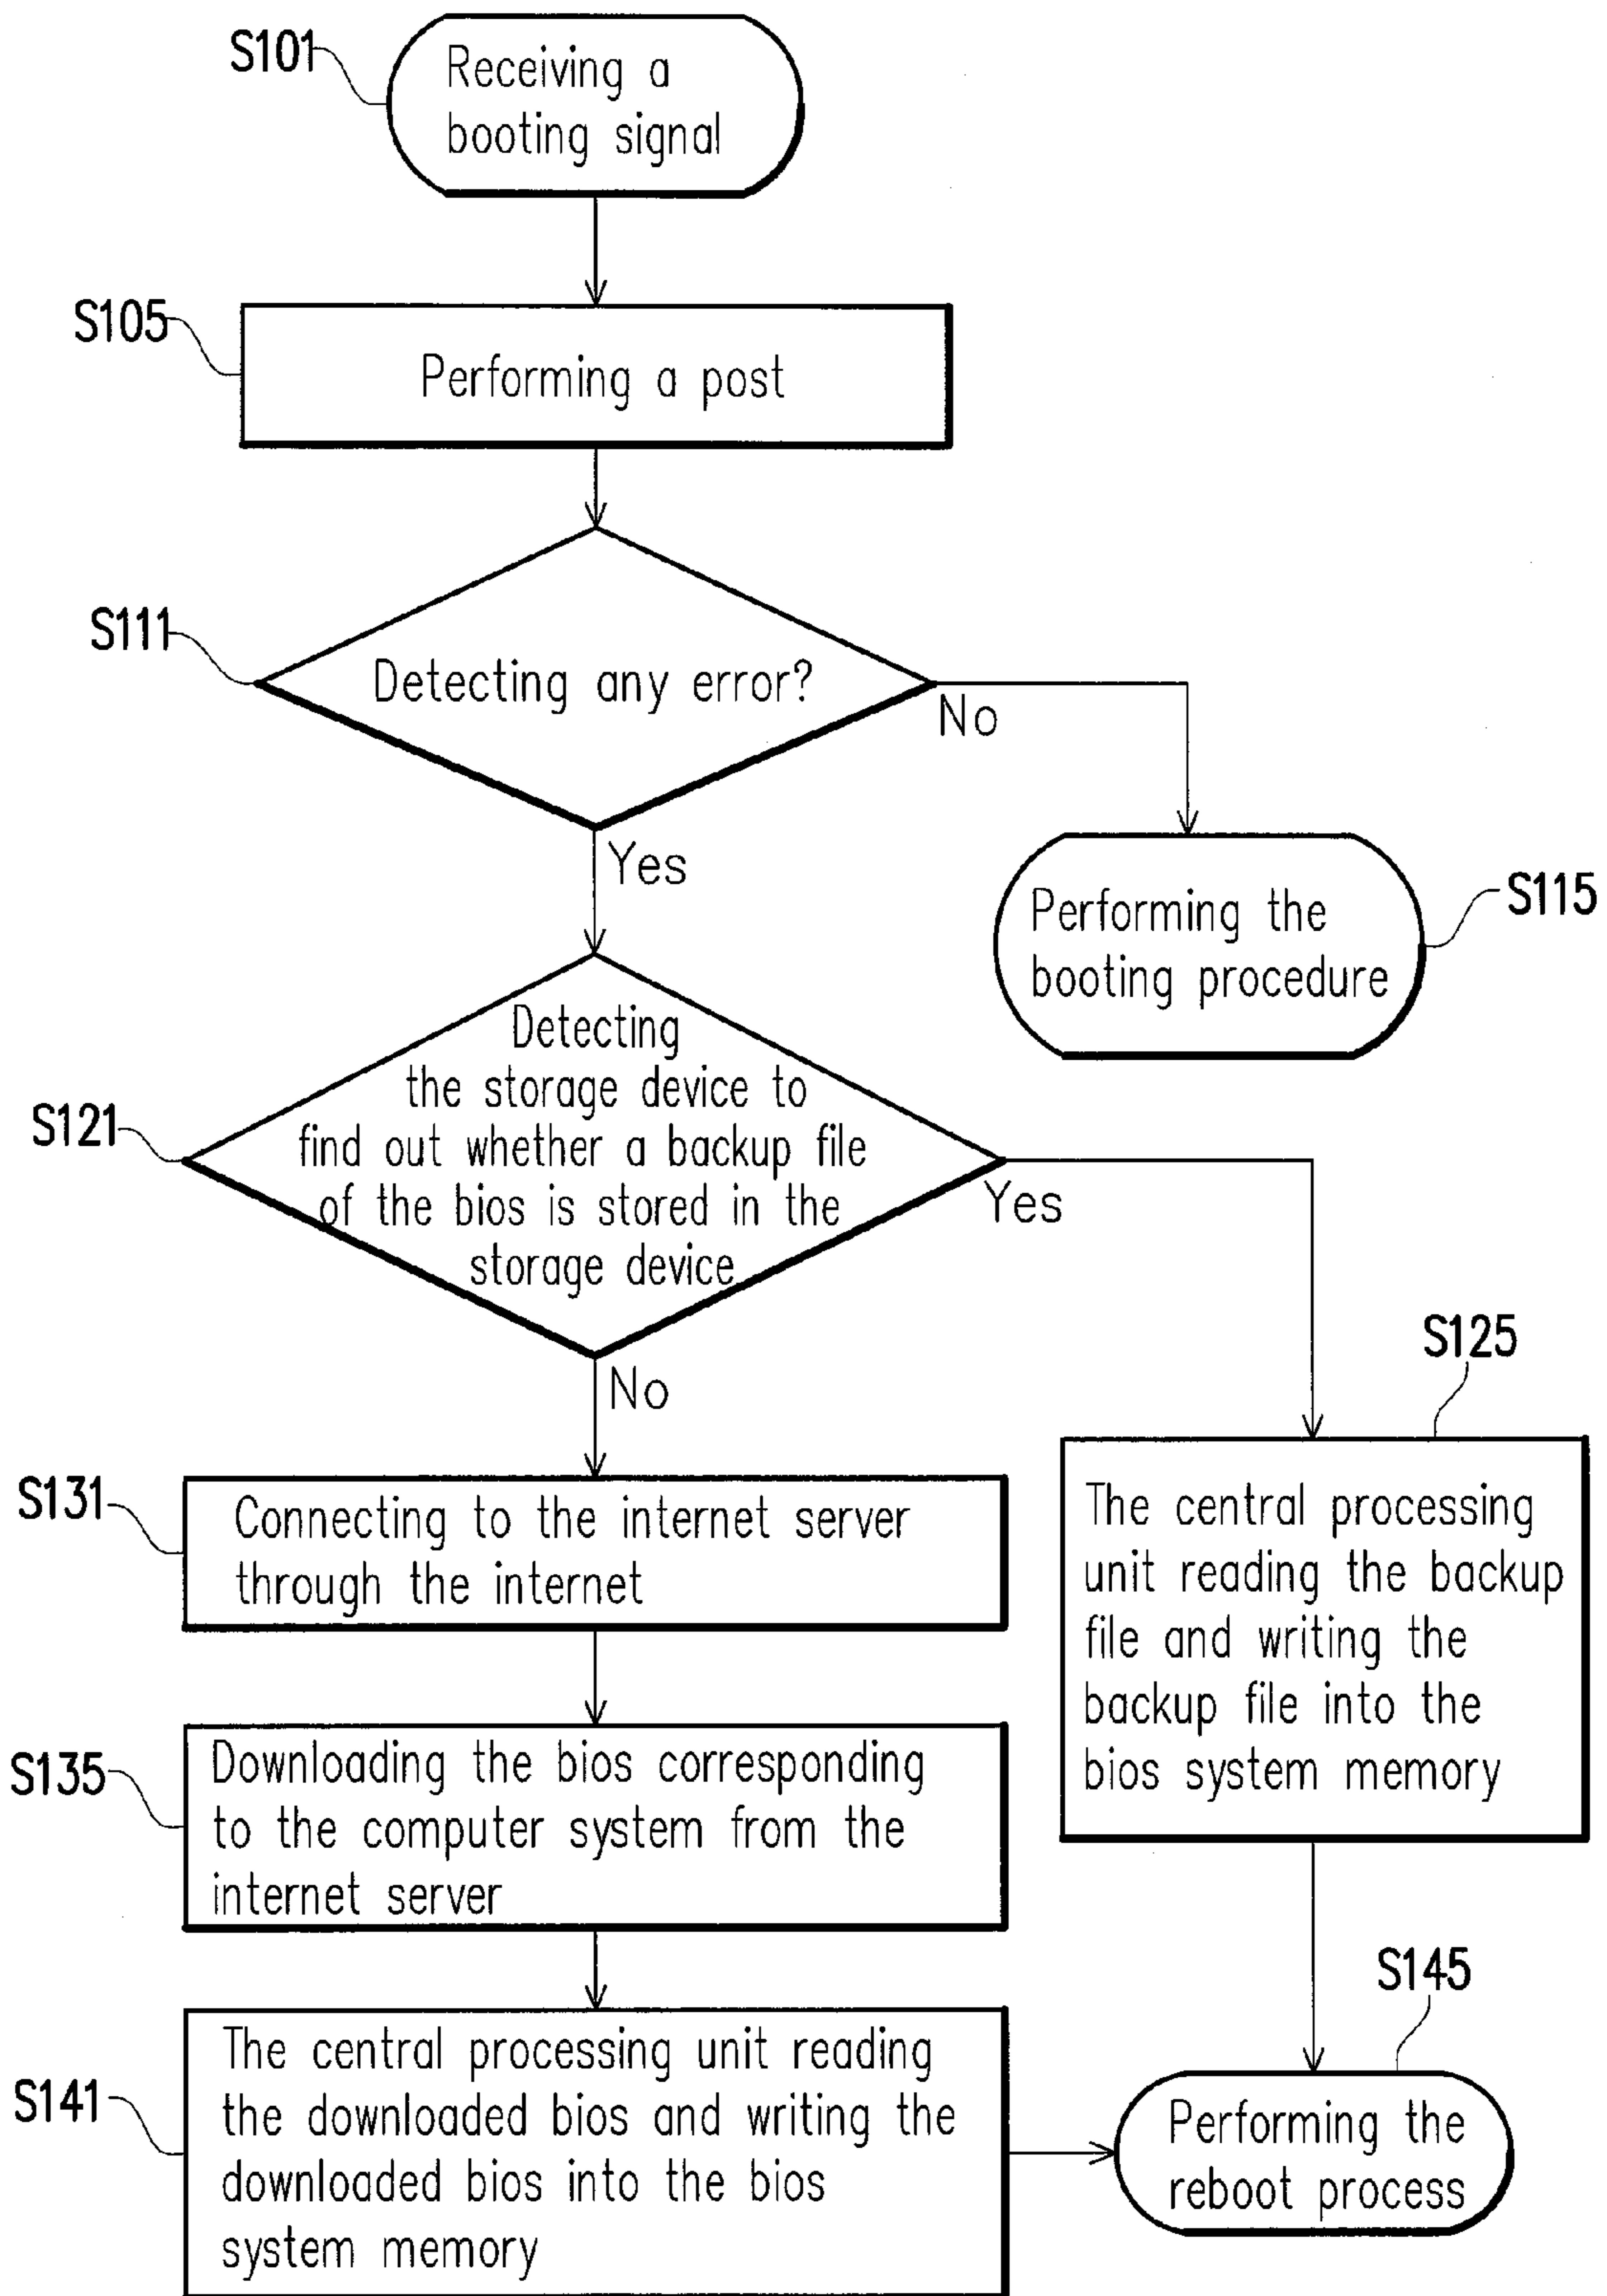 S101
Receiving a
booting signal
S105
Performing a post
S111
Detecting any error?
No
Yes
Performing the
booting procedure
S115
S121
Detecting
the storage device to
find out whether a backup file
of the bios is stored in the
storage device
Yes
No
S125
The central processing
unit reading the backup
file and writing the
backup file into the
bios system memory
S131
Connecting to the internet server
through the internet
S135
Downloading the bios corresponding
to the computer system from the
internet server
S141
The central processing unit reading
the downloaded bios and writing the
downloaded bios into the bios
system memory
S145
Performing the
reboot process